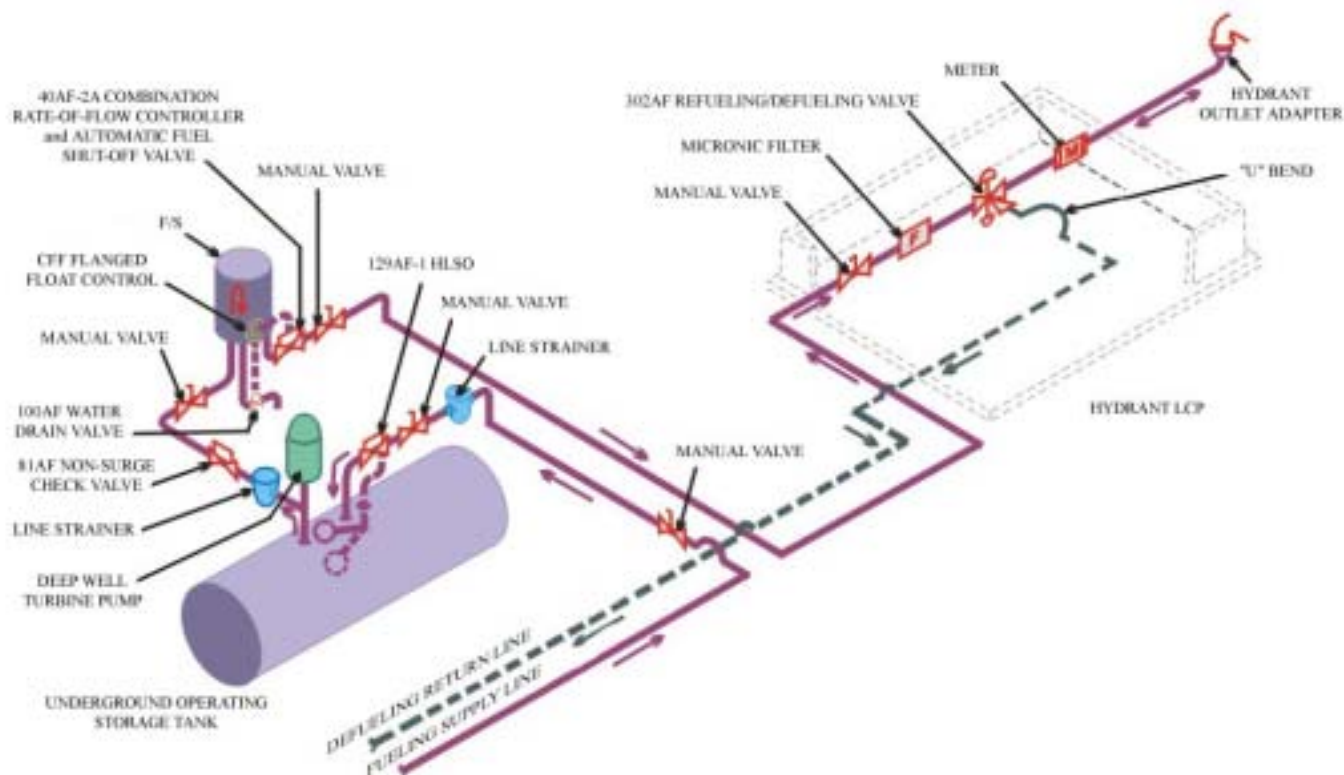 40AF-2A COMBINATION
RATE-OF-FLOW CONTROLLER
and AUTOMATIC FUEL
SHUT-OFF VALVE
MANUAL VALVE
F/S
CFF FLANGED
FLOAT CONTROL
MANUAL VALVE
100AF WATER
DRAIN VALVE
81AF NON-SURGE
CHECK VALVE
LINE STRAINER
DEEP WELL
TURBINE PUMP
UNDERGROUND OPERATING
STORAGE TANK
129AF-1 HLSO
MANUAL VALVE
LINE STRAINER
MANUAL VALVE
DEFUELING RETURN LINE
FUELING SUPPLY LINE
METER
302AF REFUELING/DEFUELING VALVE
MICRONIC FILTER
MANUAL VALVE
F
M
HYDRANT
OUTLET ADAPTER
"U" BEND
HYDRANT LCP